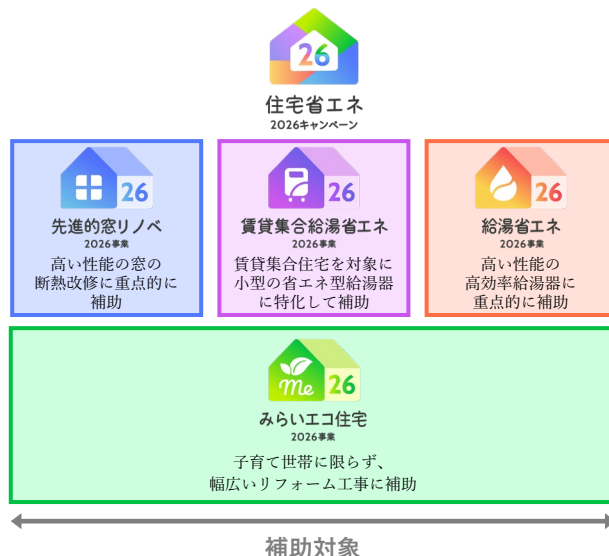 26
住宅省エネ
2026キャンペーン
26
先進的窓リノベ
2026事業
高い性能の窓の
断熱改修に重点的に
補助
26
賃貸集合給湯省エネ
2026事業
賃貸集合住宅を対象に
小型の省エネ型給湯器
に特化して補助
26
給湯省エネ
2026事業
高い性能の
高効率給湯器に
重点的に補助
me 26
みらいエコ住宅
2026事業
子育て世帯に限らず、
幅広いリフォーム工事に補助
補助対象